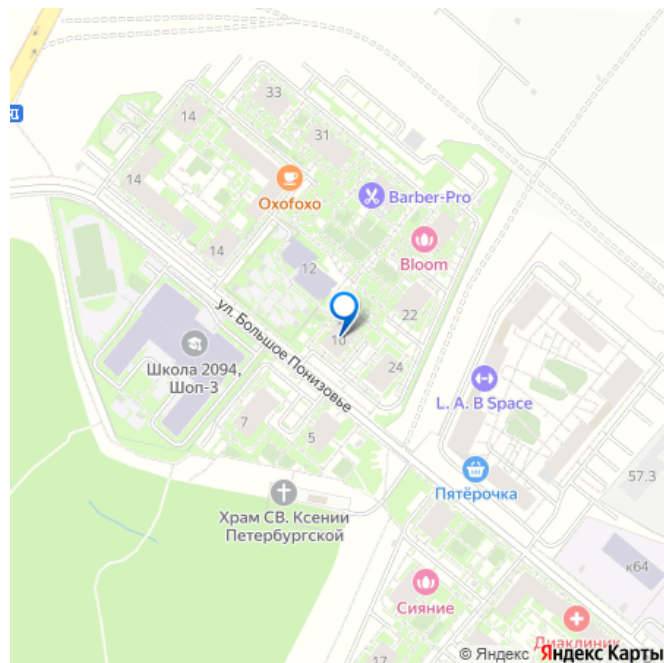 33
14
31
Oxofoxo
14
Barber-Pro
14
12
Bloom
22
10
ул. Большое Понизовье
Школа 2094,
Шоп-3
24
L. A. B Space
7
5
Пятёрочка
57.3
Храм СВ. Ксении
Петербургской
к64
Сияние
Диаклиник
17
© Яндекс Яндекс Карты